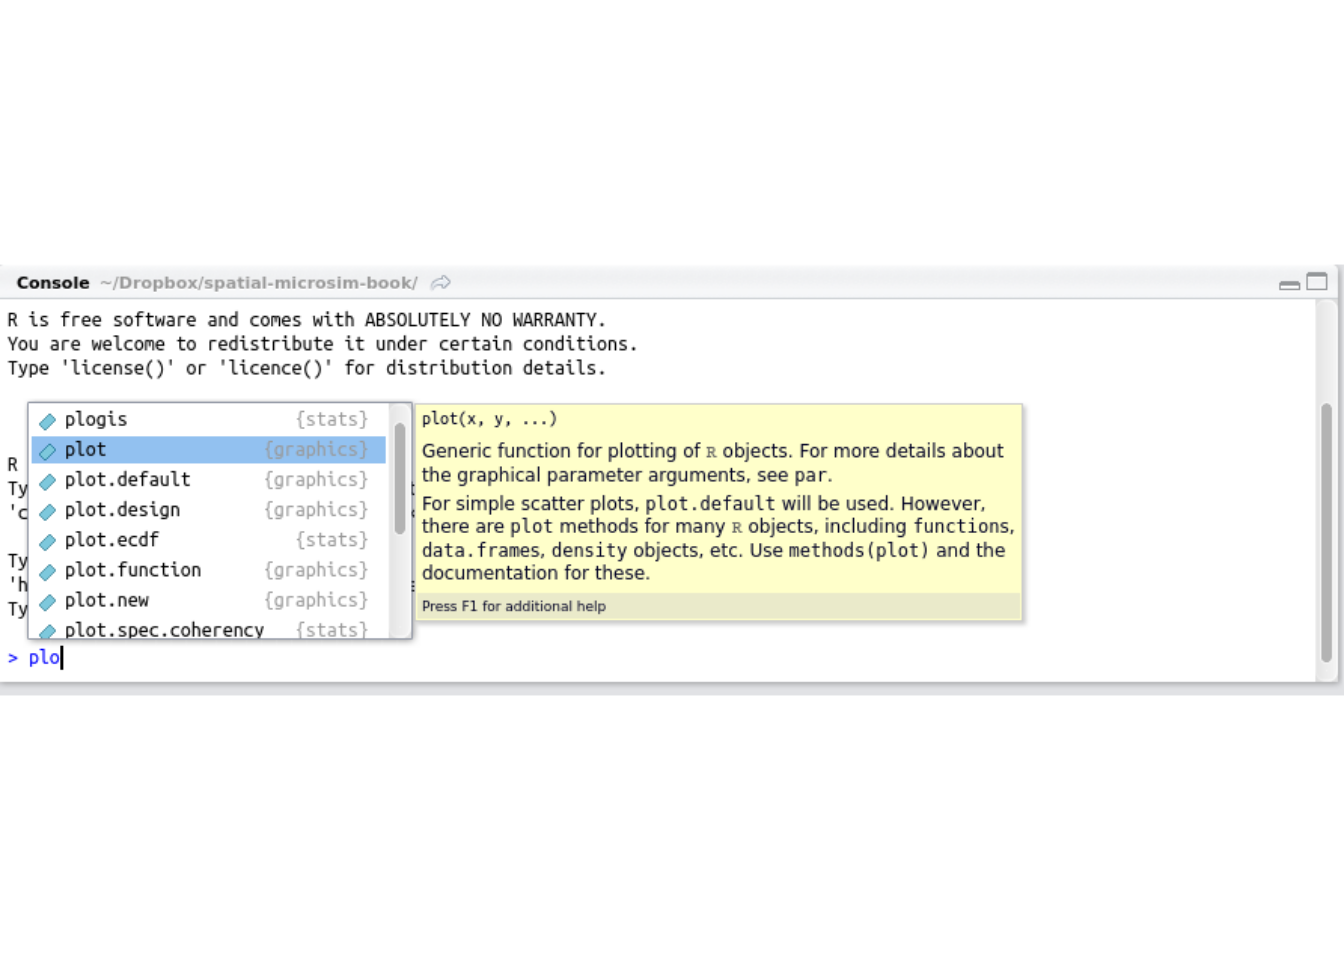 Console ~/Dropbox/spatial-microsim-book/
R is free software and comes with ABSOLUTELY NO WARRANTY.
You are welcome to redistribute it under certain conditions.
Type 'license()' or 'licence()' for distribution details.
plogis {stats}
plot {graphics}
plot.default {graphics}
plot.design {graphics}
plot.ecdf {stats}
plot.function {graphics}
plot.new {graphics}
plot.spec.coherency {stats}
plot(x, y, ...)
Generic function for plotting of R objects. For more details about
the graphical parameter arguments, see par.
For simple scatter plots, plot.default will be used. However,
there are plot methods for many R objects, including functions,
data.frames, density objects, etc. Use methods(plot) and the
documentation for these.
Press F1 for additional help
R
Ty
'c
Ty
'h
Ty
> plo